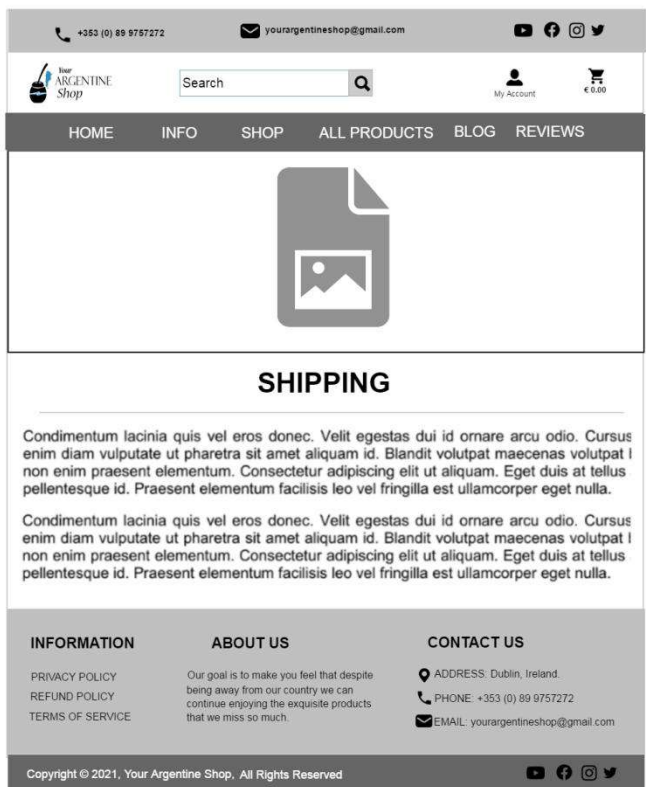 +353 (0) 89 9757272
yourargentineshop@gmail.com
Your
ARGENTINE
Shop
Search
My Account
€ 0.00
HOME INFO SHOP ALL PRODUCTS BLOG REVIEWS
SHIPPING
Condimentum lacinia quis vel eros donec. Velit egestas dui id ornare arcu odio. Cursus
enim diam vulputate ut pharetra sit amet aliquam id. Blandit volutpat maecenas volutpat l
non enim praesent elementum. Consectetur adipiscing elit ut aliquam. Eget duis at tellus
pellentesque id. Praesent elementum facilisis leo vel fringilla est ullamcorper eget nulla.
Condimentum lacinia quis vel eros donec. Velit egestas dui id ornare arcu odio. Cursus
enim diam vulputate ut pharetra sit amet aliquam id. Blandit volutpat maecenas volutpat l
non enim praesent elementum. Consectetur adipiscing elit ut aliquam. Eget duis at tellus
pellentesque id. Praesent elementum facilisis leo vel fringilla est ullamcorper eget nulla.
INFORMATION
PRIVACY POLICY
REFUND POLICY
TERMS OF SERVICE
ABOUT US
Our goal is to make you feel that despite
being away from our country we can
continue enjoying the exquisite products
that we miss so much.
CONTACT US
ADDRESS: Dublin, Ireland.
PHONE: +353 (0) 89 9757272
EMAIL: yourargentineshop@gmail.com
Copyright © 2021, Your Argentine Shop, All Rights Reserved